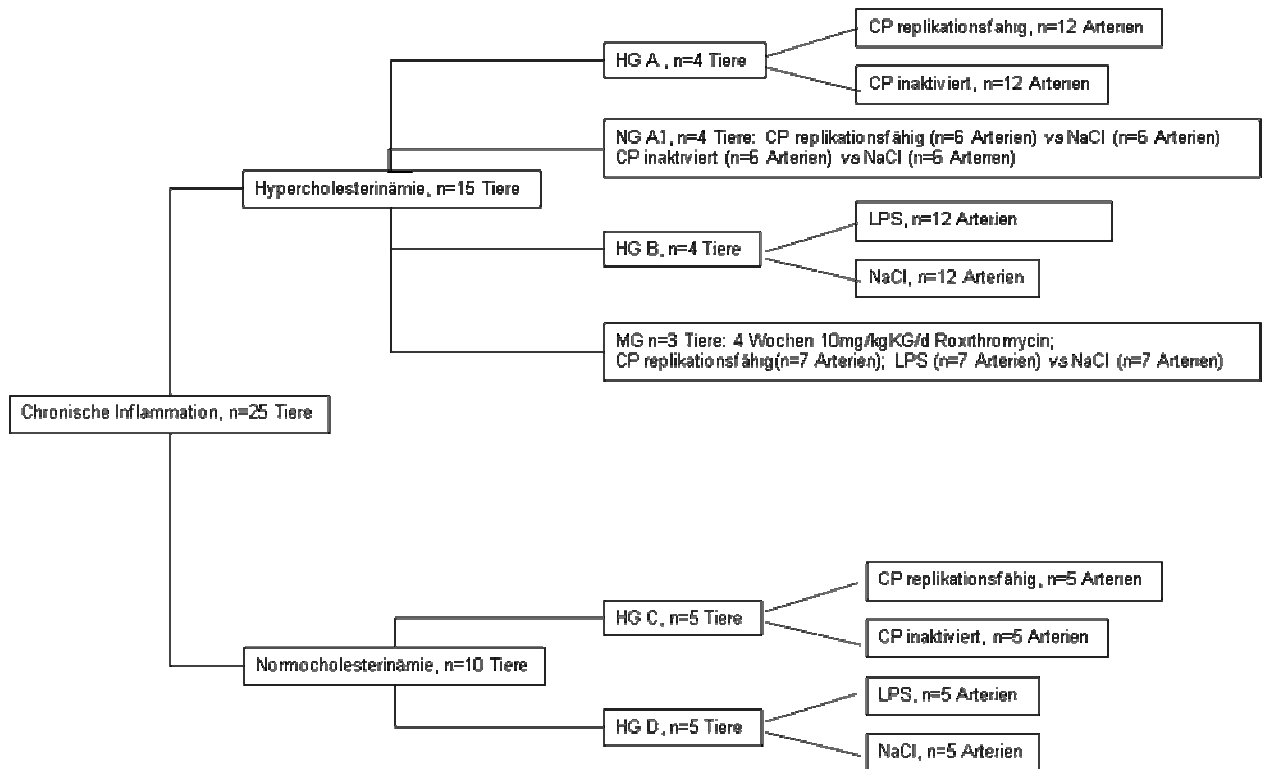 CP replikationsfähig, n=12 Arterien
HG A, n=4 Tiere
CP inaktiviert, n=12 Arterien
NG A1, n=4 Tiere: CP replikationsfähig (n=6 Arterien) vs NaCl (n=6 Arterien)
CP inaktiviert (n=6 Arterien) vs NaCl (n=6 Arterien)
Hypercholesterinämie, n=15 Tiere
LPS, n=12 Arterien
HG B, n=4 Tiere
NaCl, n=12 Arterien
MG n=3 Tiere: 4 Wochen 10mg/kgKG/d Roxithromycin;
CP replikationsfähig(n=7 Arterien); LPS (n=7 Arterien) vs NaCl (n=7 Arterien)
Chronische Inflammation, n=25 Tiere
CP replikationsfähig, n=5 Arterien
HG C, n=5 Tiere
CP inaktiviert, n=5 Arterien
Normocholesterinämie, n=10 Tiere
LPS, n=5 Arterien
HG D, n=5 Tiere
NaCl, n=5 Arterien